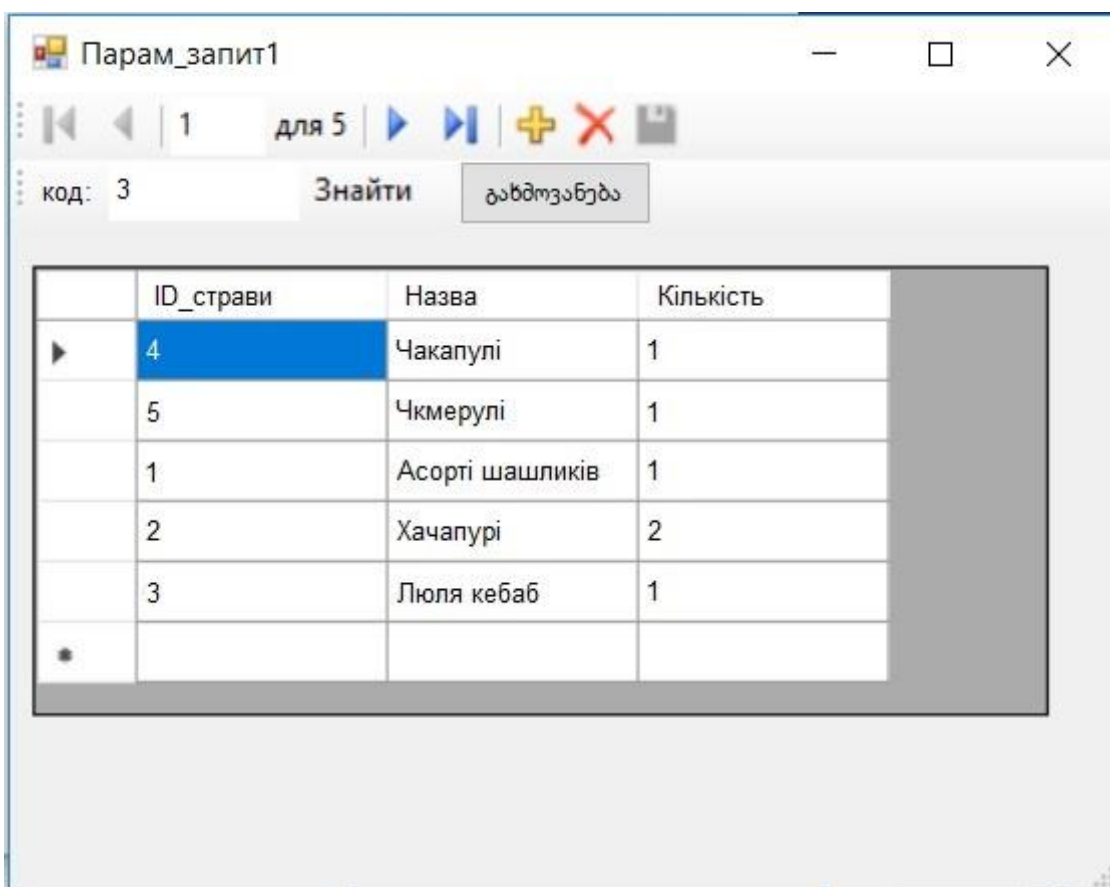 Парам_запит1
1 для 5
код: 3 Знайти გახმოვანება
ID_страви Назва Кількість
4 Чакапулі 1
5 Чкмерулі 1
1 Асорті шашликів 1
2 Хачапурі 2
3 Люля кебаб 1